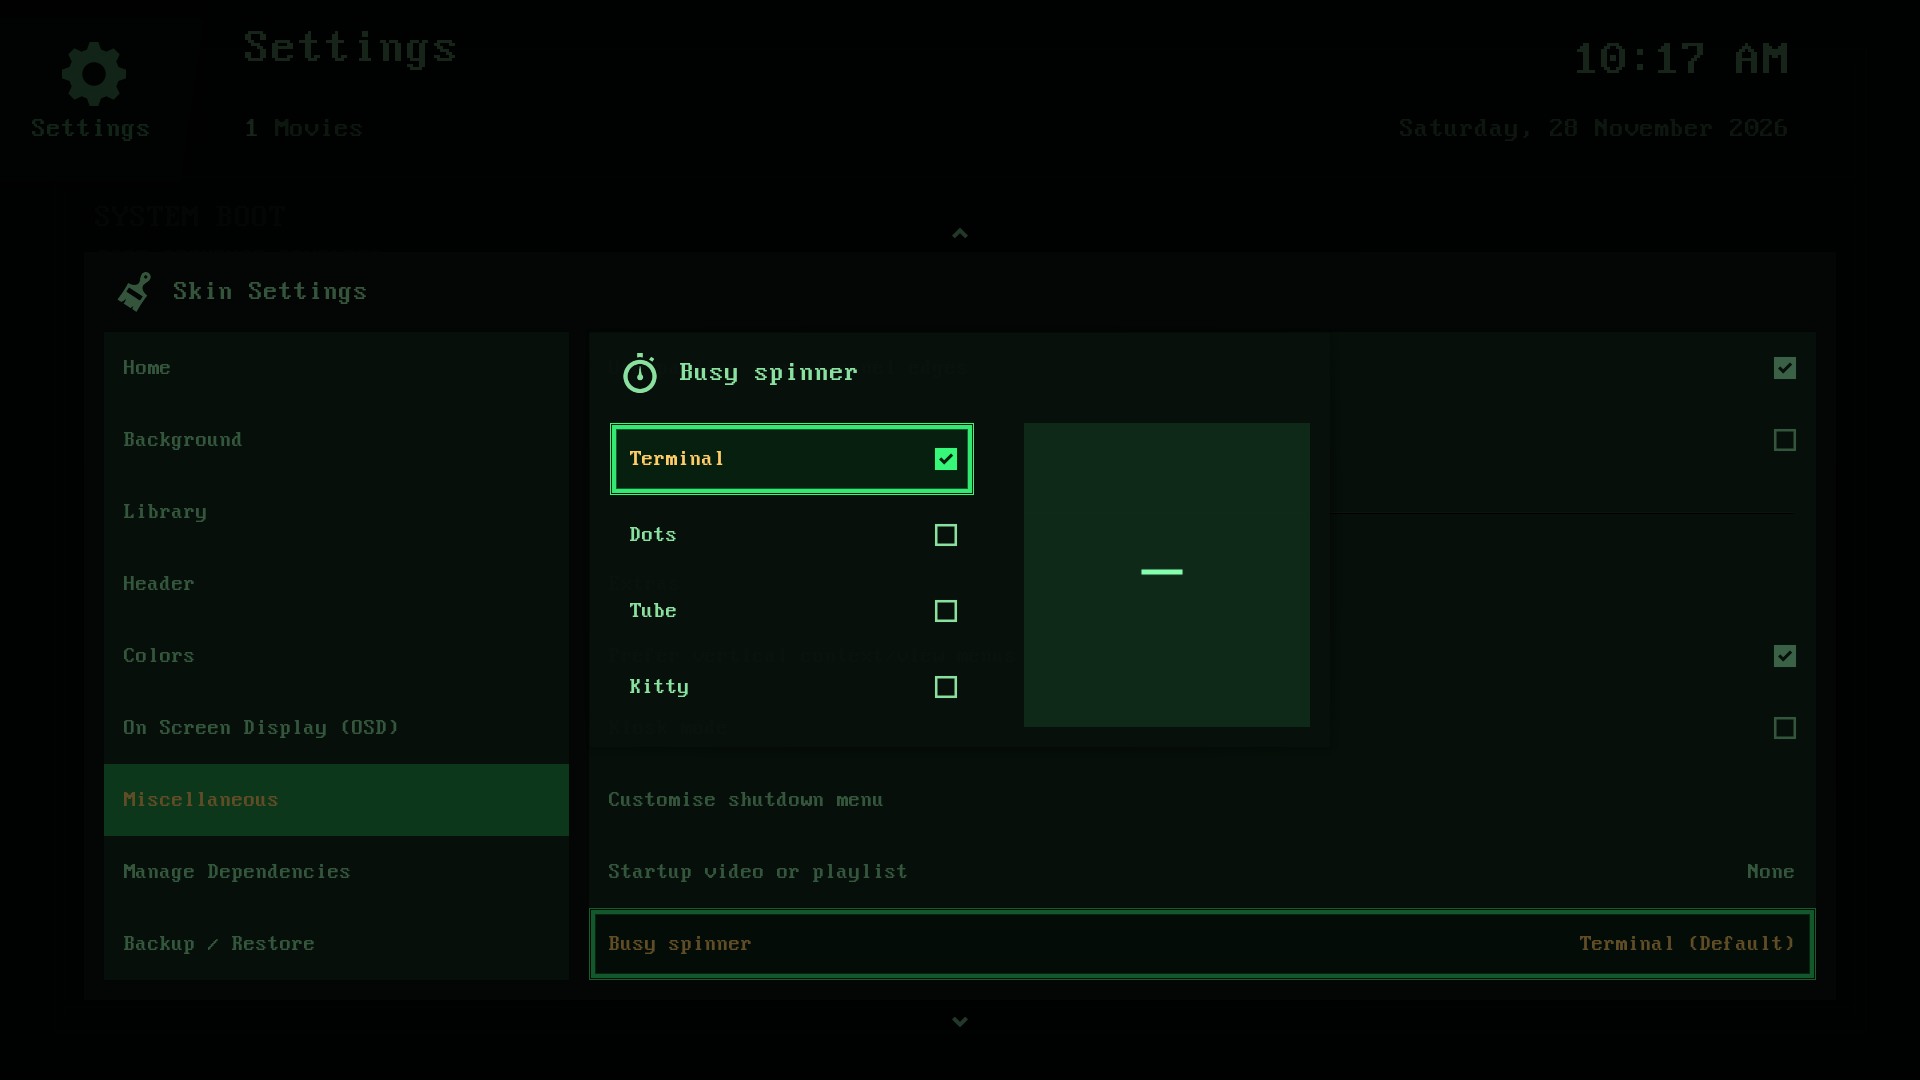 Settings
10:17 AM
Settings
1 Movies
Saturday, 28 November 2026
SYSTEM BOOT
Skin Settings
Home
Busy spinner
Background
Terminal
Library
Dots
Header
Tube
Colors
Kitty
On Screen Display (OSD)
Miscellaneous
Customise shutdown menu
Manage Dependencies
Startup video or playlist
None
Backup / Restore
Busy spinner
Terminal (Default)